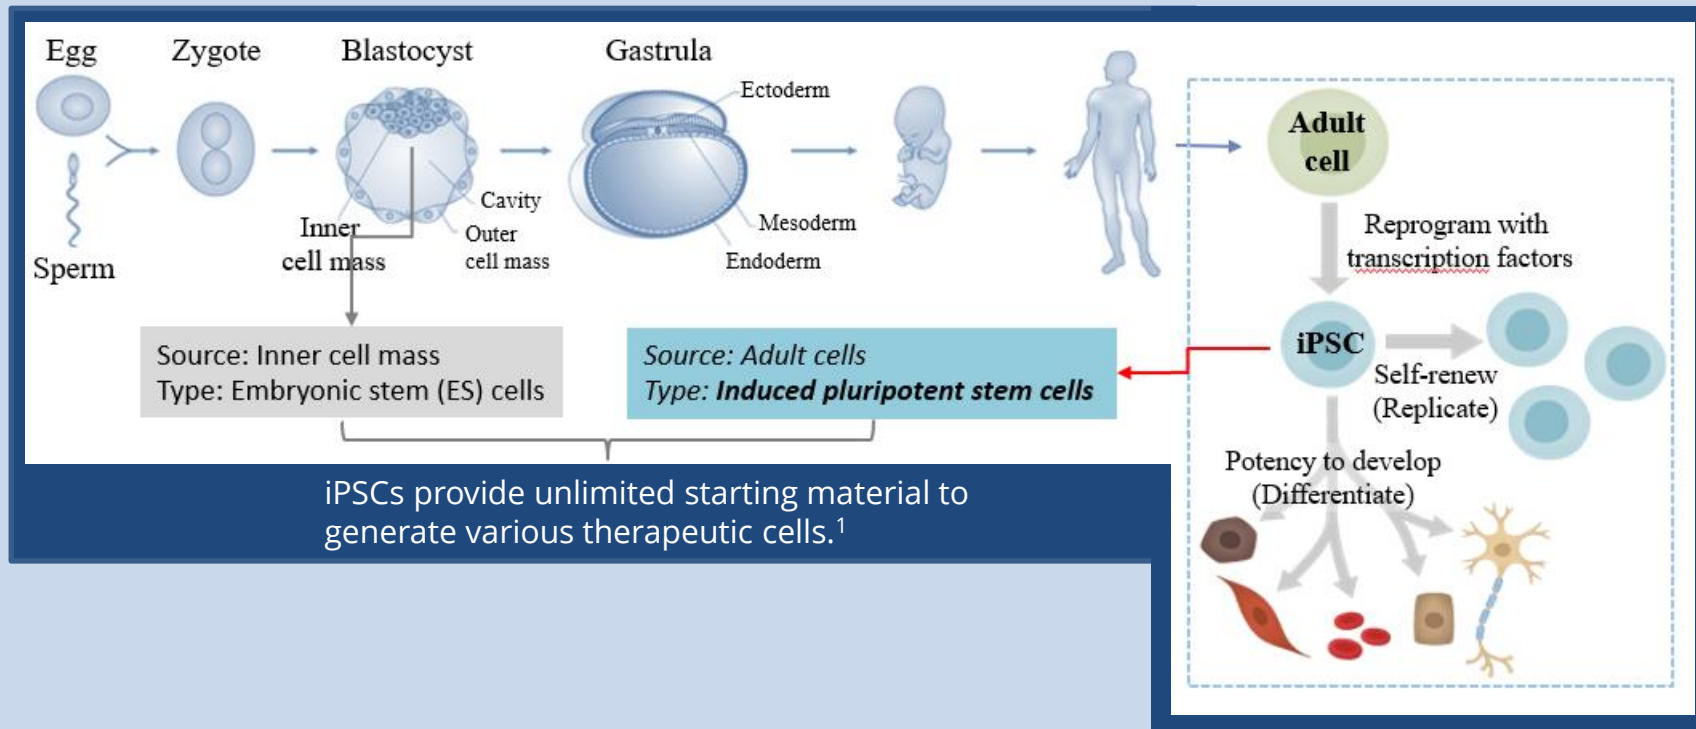 Egg
Zygote
Blastocyst
Gastrula
Ectoderm
Cavity
Inner
cell mass
Outer
cell mass
Mesoderm
Endoderm
Sperm
Adult
cell
Reprogram with
transcription factors
iPSC
Self-renew
(Replicate)
Potency to develop
(Differentiate)
Source: Inner cell mass
Type: Embryonic stem (ES) cells
Source: Adult cells
Type: Induced pluripotent stem cells
iPSCs provide unlimited starting material to
generate various therapeutic cells.¹